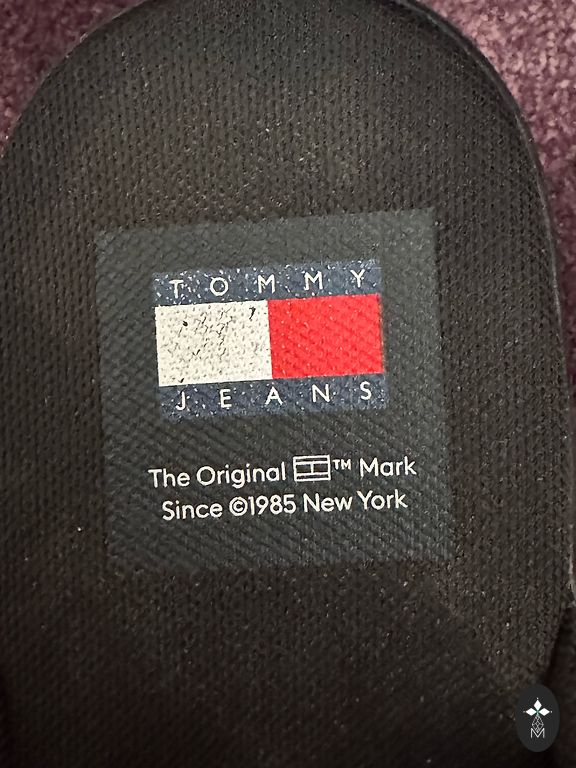 TOMMY
JEANS
The Original ™ Mark
Since ©1985 New York